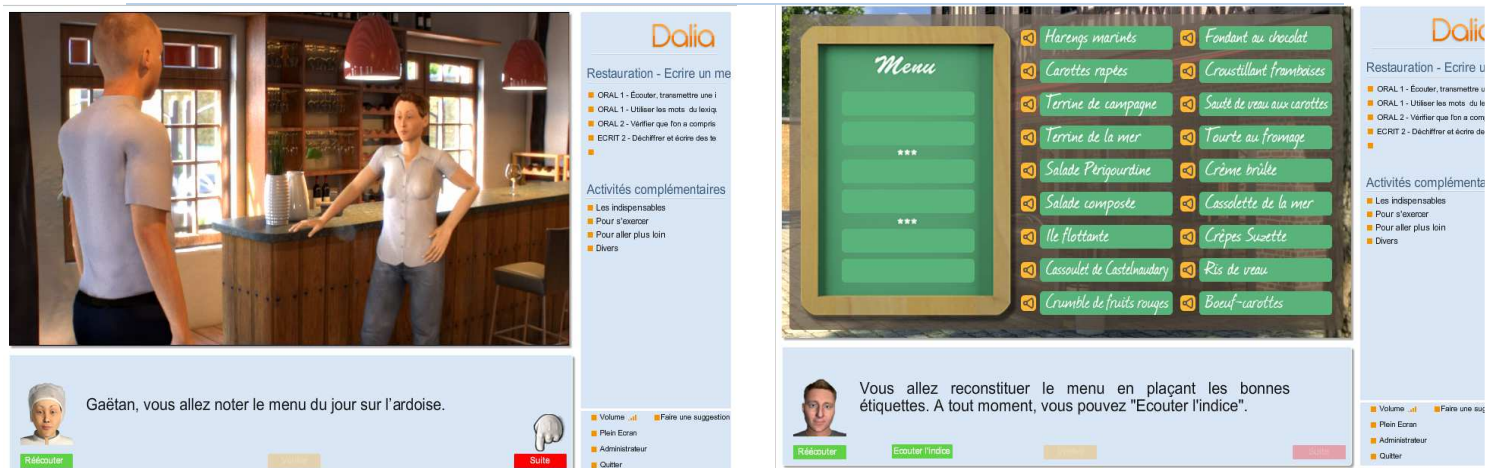 Dalia
Restauration - Ecrire un me
ORAL 1 - Écouter, transmettre une i
ORAL 1 - Utiliser les mots du lexiq
ORAL 2 - Vérifier que l'on a compris
ECRIT 2 - Déchiffrer et écrire des te
Activités complémentaires
Les indispensables
Pour s'exercer
Pour aller plus loin
Divers
Gaëtan, vous allez noter le menu du jour sur l'ardoise.
Réécouter
Suite
Volume
Faire une suggestion
Plein Ecran
Administrateur
Quitter
Menu
***
***
Harengs marinés
Fondant au chocolat
Carottes rapées
Croustillant framboises
Terrine de campagne
Sauté de veau aux carottes
Terrine de la mer
Tourte au fromage
Salade Périgourdine
Crème brûlée
Salade composée
Cassolette de la mer
Ile flottante
Crèpes Suzette
Cassoulet de Castelnaudary
Ris de veau
Crumble de fruits rouges
Boeuf-carottes
Vous allez reconstituer le menu en plaçant les bonnes
étiquettes. A tout moment, vous pouvez "Ecouter l'indice".
Réécouter
Ecouter l'indice
Suite
Dalia
Restauration - Ecrire u
ORAL 1 - Écouter, transmettre u
ORAL 1 - Utiliser les mots du le
ORAL 2 - Vérifier que l'on a com
ECRIT 2 - Déchiffrer et écrire de
Activités complémenta
Les indispensables
Pour s'exercer
Pour aller plus loin
Divers
Volume
Faire une sug
Plein Ecran
Administrateur
Quitter